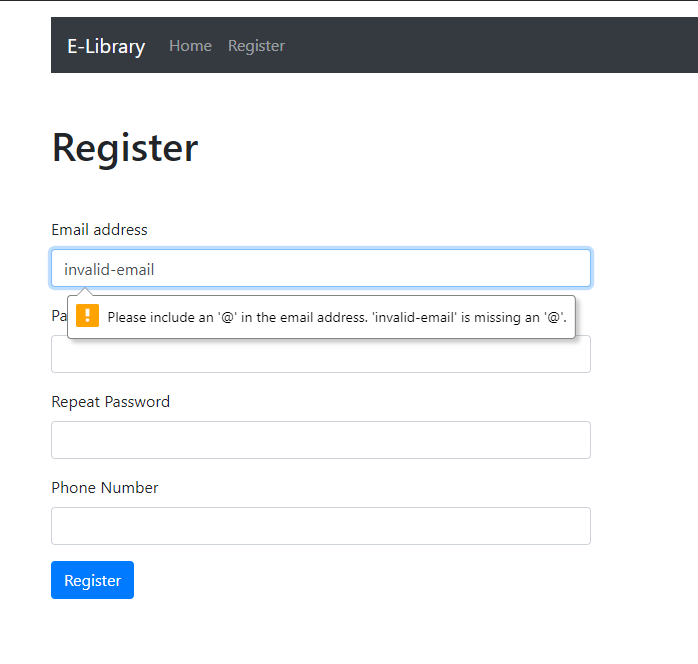 E-Library Home Register
Register
Email address
invalid-email
Please include an '@' in the email address. 'invalid-email' is missing an '@'.
Pa
Repeat Password
Phone Number
Register